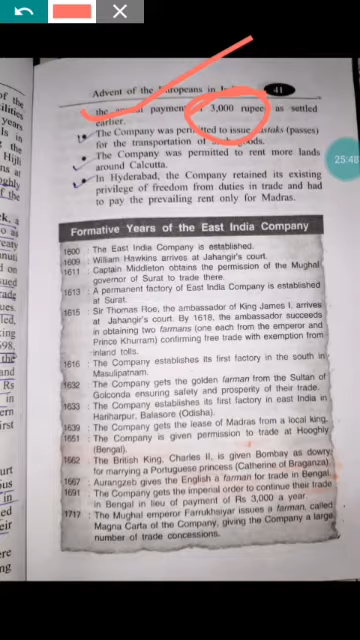 Advent of the Europeans in
41
the payment 3,000 rupees as settled
earlier.
The Company was permitted to issue dastaks (passes)
for the transportation of goods.
• The Company was permitted to rent more lands
around Calcutta.
In Hyderabad, the Company retained its existing
privilege of freedom from duties in trade and had
to pay the prevailing rent only for Madras.
25:48
Formative Years of the East India Company
1600 : The East India Company is established.
1609 : William Hawkins arrives at Jahangir's court.
1611 : Captain Middleton obtains the permission of the Mughal
governor of Surat to trade there.
1613 : A permanent factory of East India Company is established
at Surat.
1615 : Sir Thomas Roe, the ambassador of King James I, arrives
at Jahangir's court. By 1618, the ambassador succeeds
in obtaining two farmans (one each from the emperor and
Prince Khurram) confirming free trade with exemption from
inland tolls.
1616 : The Company establishes its first factory in the south in
Masulipatnam.
1632 : The Company gets the golden farman from the Sultan of
Golconda ensuring safety and prosperity of their trade.
1633 : The Company establishes its first factory in east India in
Hariharpur, Balasore (Odisha).
1639 : The Company gets the lease of Madras from a local king.
1651 : The Company is given permission to trade at Hooghly
(Bengal).
1662 : The British King, Charles II, is given Bombay as dowry
for marrying a Portuguese princess (Catherine of Braganza).
1667 : Aurangzeb gives the English a farman for trade in Bengal.
1691 : The Company gets the imperial order to continue their trade
in Bengal in lieu of payment of Rs 3,000 a year.
1717 : The Mughal emperor Farrukhsiyar issues a farman, called
Magna Carta of the Company, giving the Company a large
number of trade concessions.